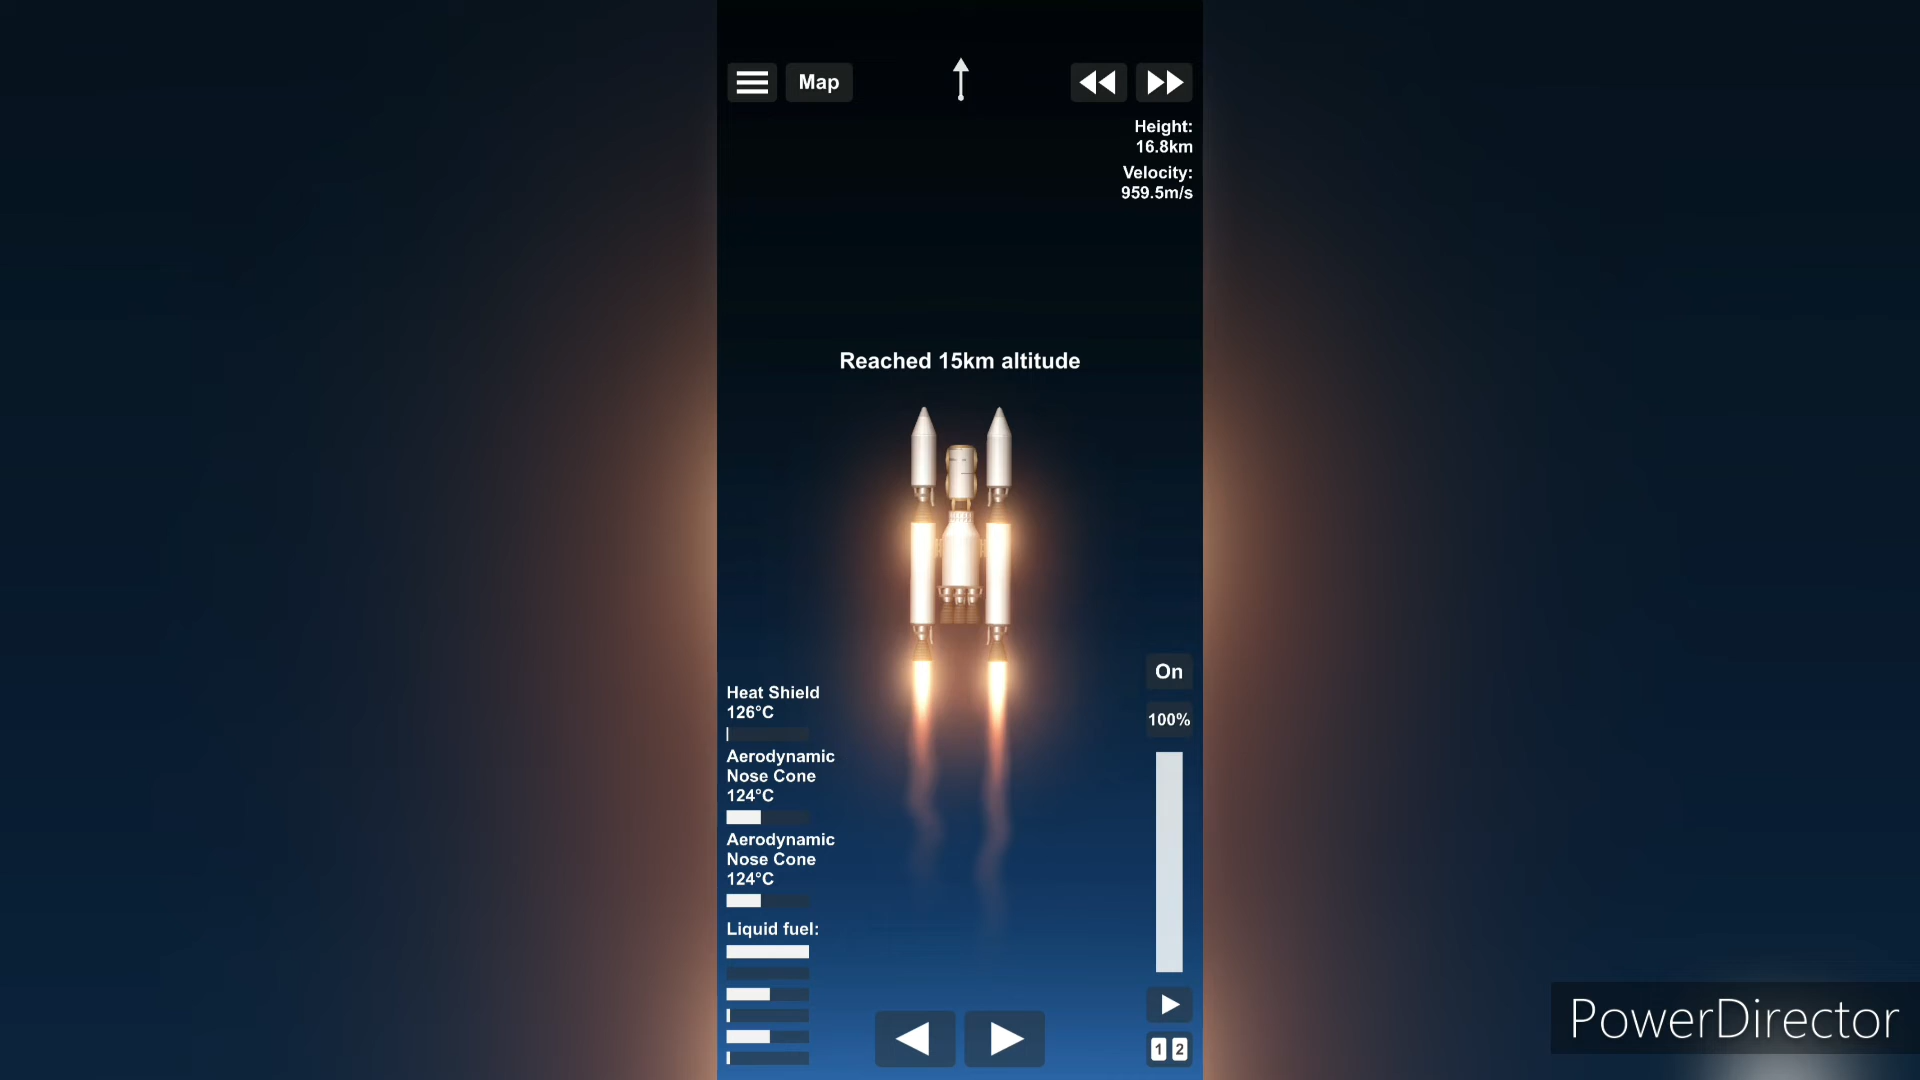 Map
Height:
16.8km
Velocity:
959.5m/s
Reached 15km altitude
On
100%
Heat Shield
126°C
Aerodynamic
Nose Cone
124°C
Aerodynamic
Nose Cone
124°C
Liquid fuel:
1 2
PowerDirector